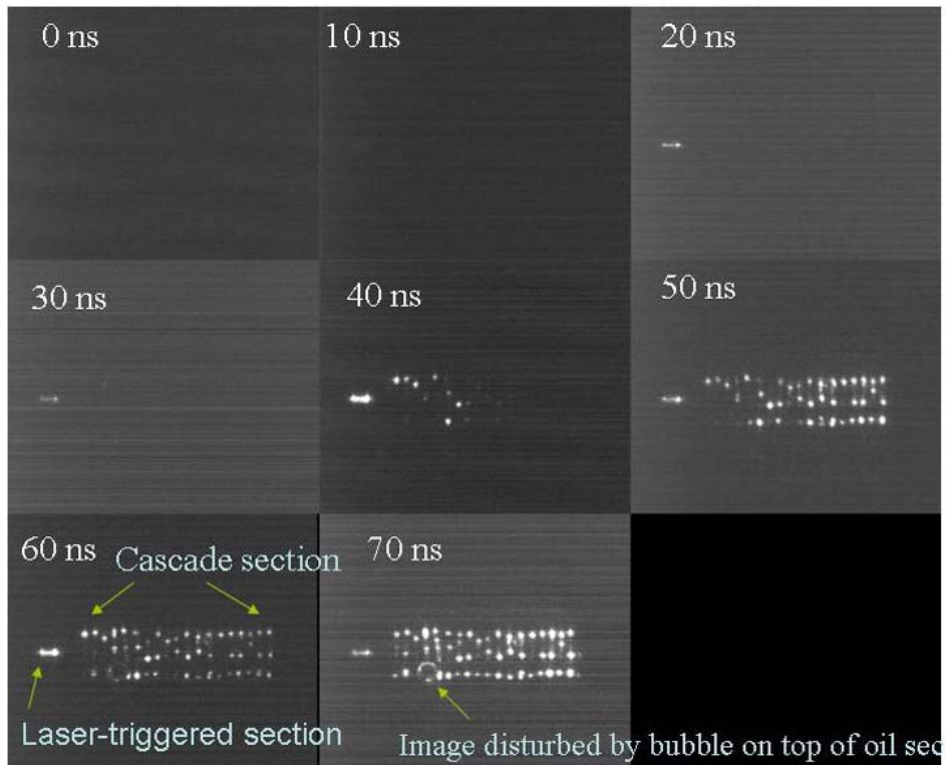 0 ns
10 ns
20 ns
30 ns
40 ns
50 ns
60 ns
Cascade section
70 ns
Laser-triggered section
Image disturbed by bubble on top of oil sec